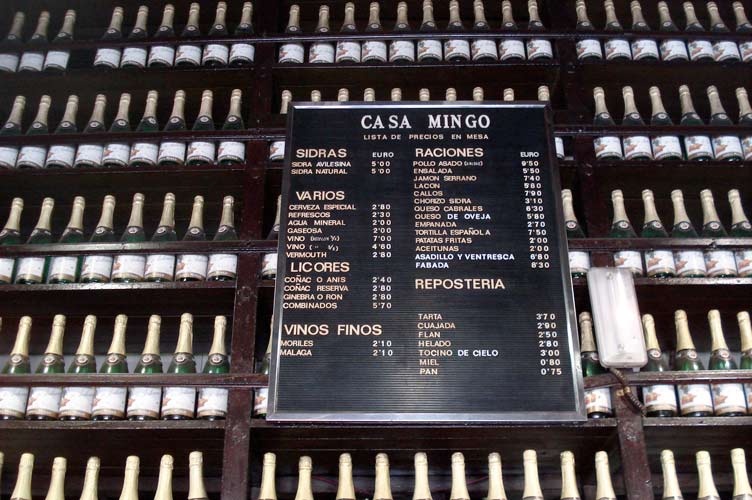 CASA MINGO
LISTA DE PRECIOS EN MESA
SIDRAS EURO
SIDRA AVILESINA 5'00
SIDRA NATURAL 5'00
VARIOS
CERVEZA ESPECIAL 2'80
REFRESCOS 2'30
AGUA MINERAL 2'00
GASEOSA 2'00
VINO 7'00
VINO 4'60
VERMOUTH 2'80
LICORES
COÑAC O ANIS 2'40
COÑAC RESERVA 2'80
GINEBRA O RON 2'80
COMBINADOS 5'70
VINOS FINOS
MORILES 2'10
MALAGA 2'10
RACIONES EURO
POLLO ASADO 9'50
ENSALADA 5'50
JAMON SERRANO 7'40
LACON 5'80
CALLOS 7'90
CHORIZO SIDRA 3'10
QUESO CABRALES 6'30
QUESO DE OVEJA 5'80
EMPANADA 2'70
TORTILLA ESPAÑOLA 7'50
PATATAS FRITAS 2'00
ACEITUNAS 2'00
ASADILLO Y VENTRESCA 6'80
FABADA 8'30
REPOSTERIA
TARTA 3'70
CUAJADA 2'90
FLAN 2'50
HELADO 2'80
TOCINO DE CIELO 3'00
MIEL 0'80
PAN 0'75